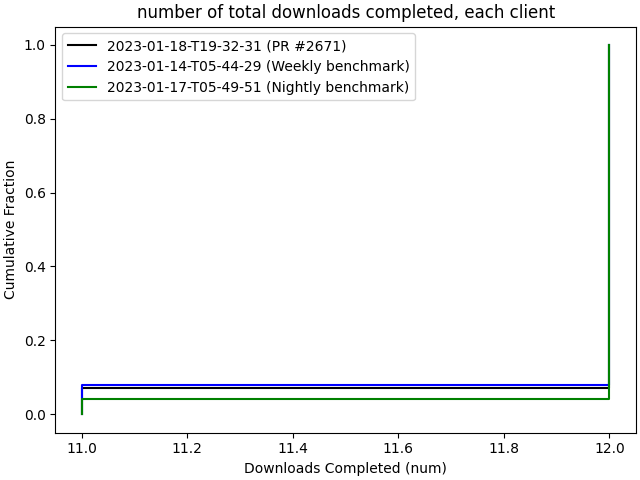 number of total downloads completed, each client
2023-01-18-T19-32-31 (PR #2671)
2023-01-14-T05-44-29 (Weekly benchmark)
2023-01-17-T05-49-51 (Nightly benchmark)
Cumulative Fraction
1.0
0.8
0.6
0.4
0.2
0.0
11.0 11.2 11.4 11.6 11.8 12.0
Downloads Completed (num)